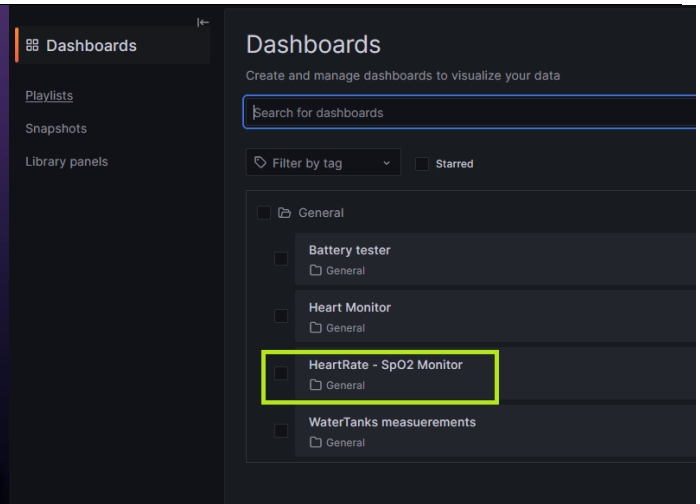 Dashboards
Playlists
Snapshots
Library panels
Dashboards
Create and manage dashboards to visualize your data
Search for dashboards
Filter by tag
Starred
General
Battery tester
General
Heart Monitor
General
HeartRate - SpO2 Monitor
General
WaterTanks measuerements
General